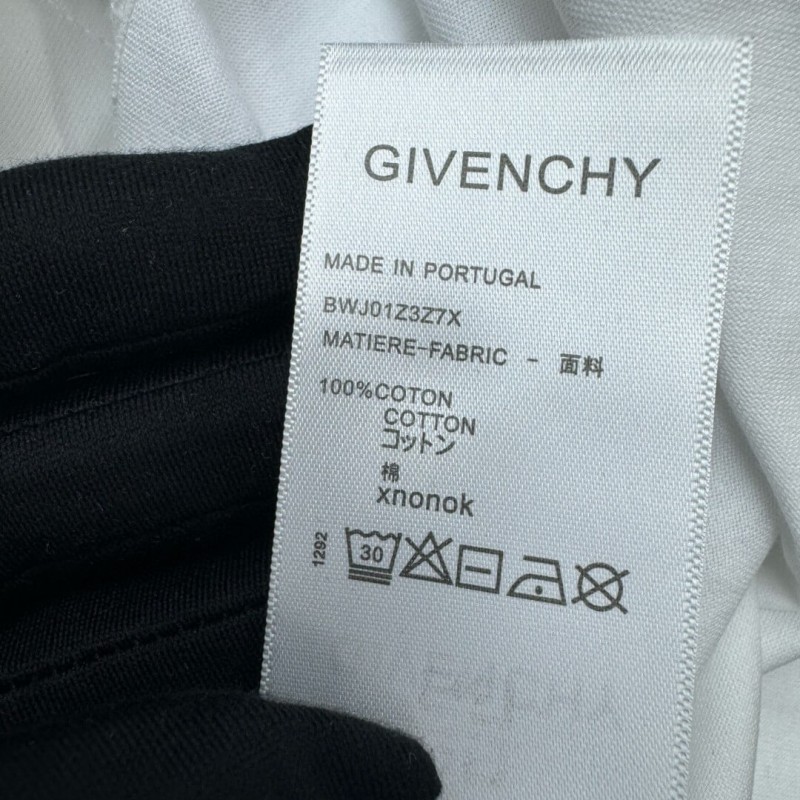 GIVENCHY
MADE IN PORTUGAL
BWJ01Z3Z7X
MATIERE-FABRIC - 面料
100%COTON
COTTON
コットン
棉
xnonok
1292
30